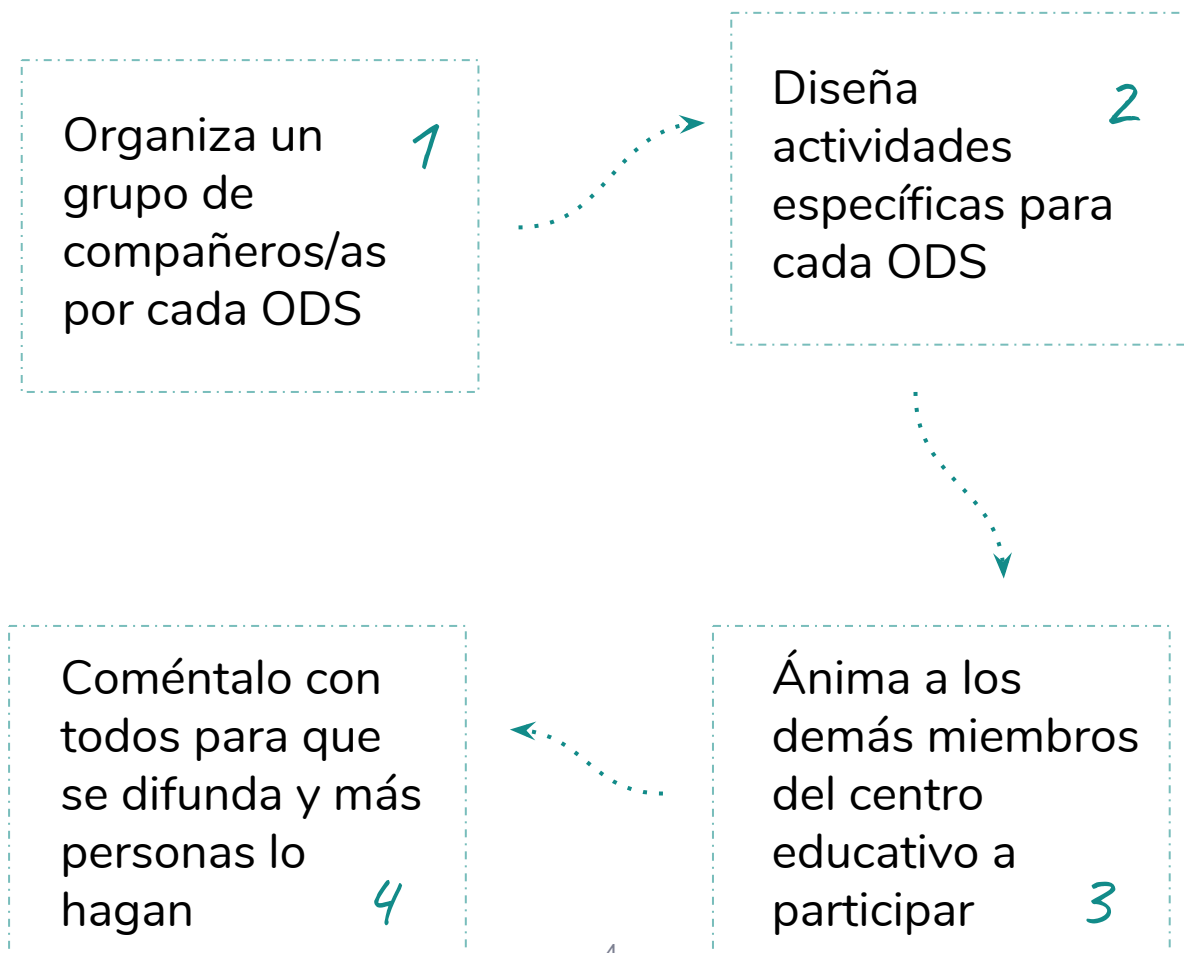 Organiza un
grupo de
compañeros/as
por cada ODS
1
Diseña
actividades
específicas para
cada ODS
2
Ánima a los
demás miembros
del centro
educativo a
participar
3
Coméntalo con
todos para que
se difunda y más
personas lo
hagan
4